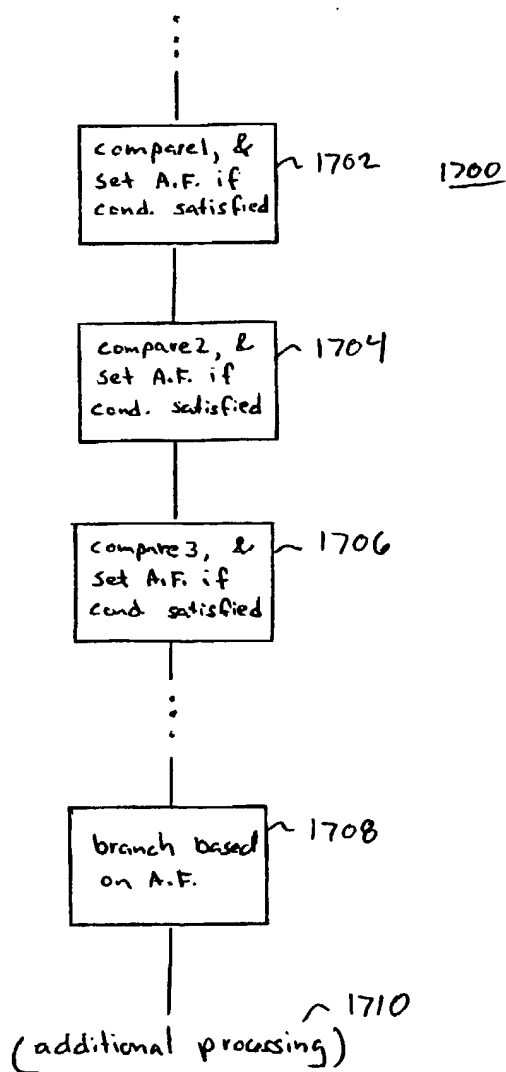 compare1, &
set A.F. if
cond. satisfied
1702
1700
compare2, &
set A.F. if
cond. satisfied
1704
compare3, &
set A.F. if
cond. satisfied
1706
branch based
on A.F.
1708
1710
(additional processing)